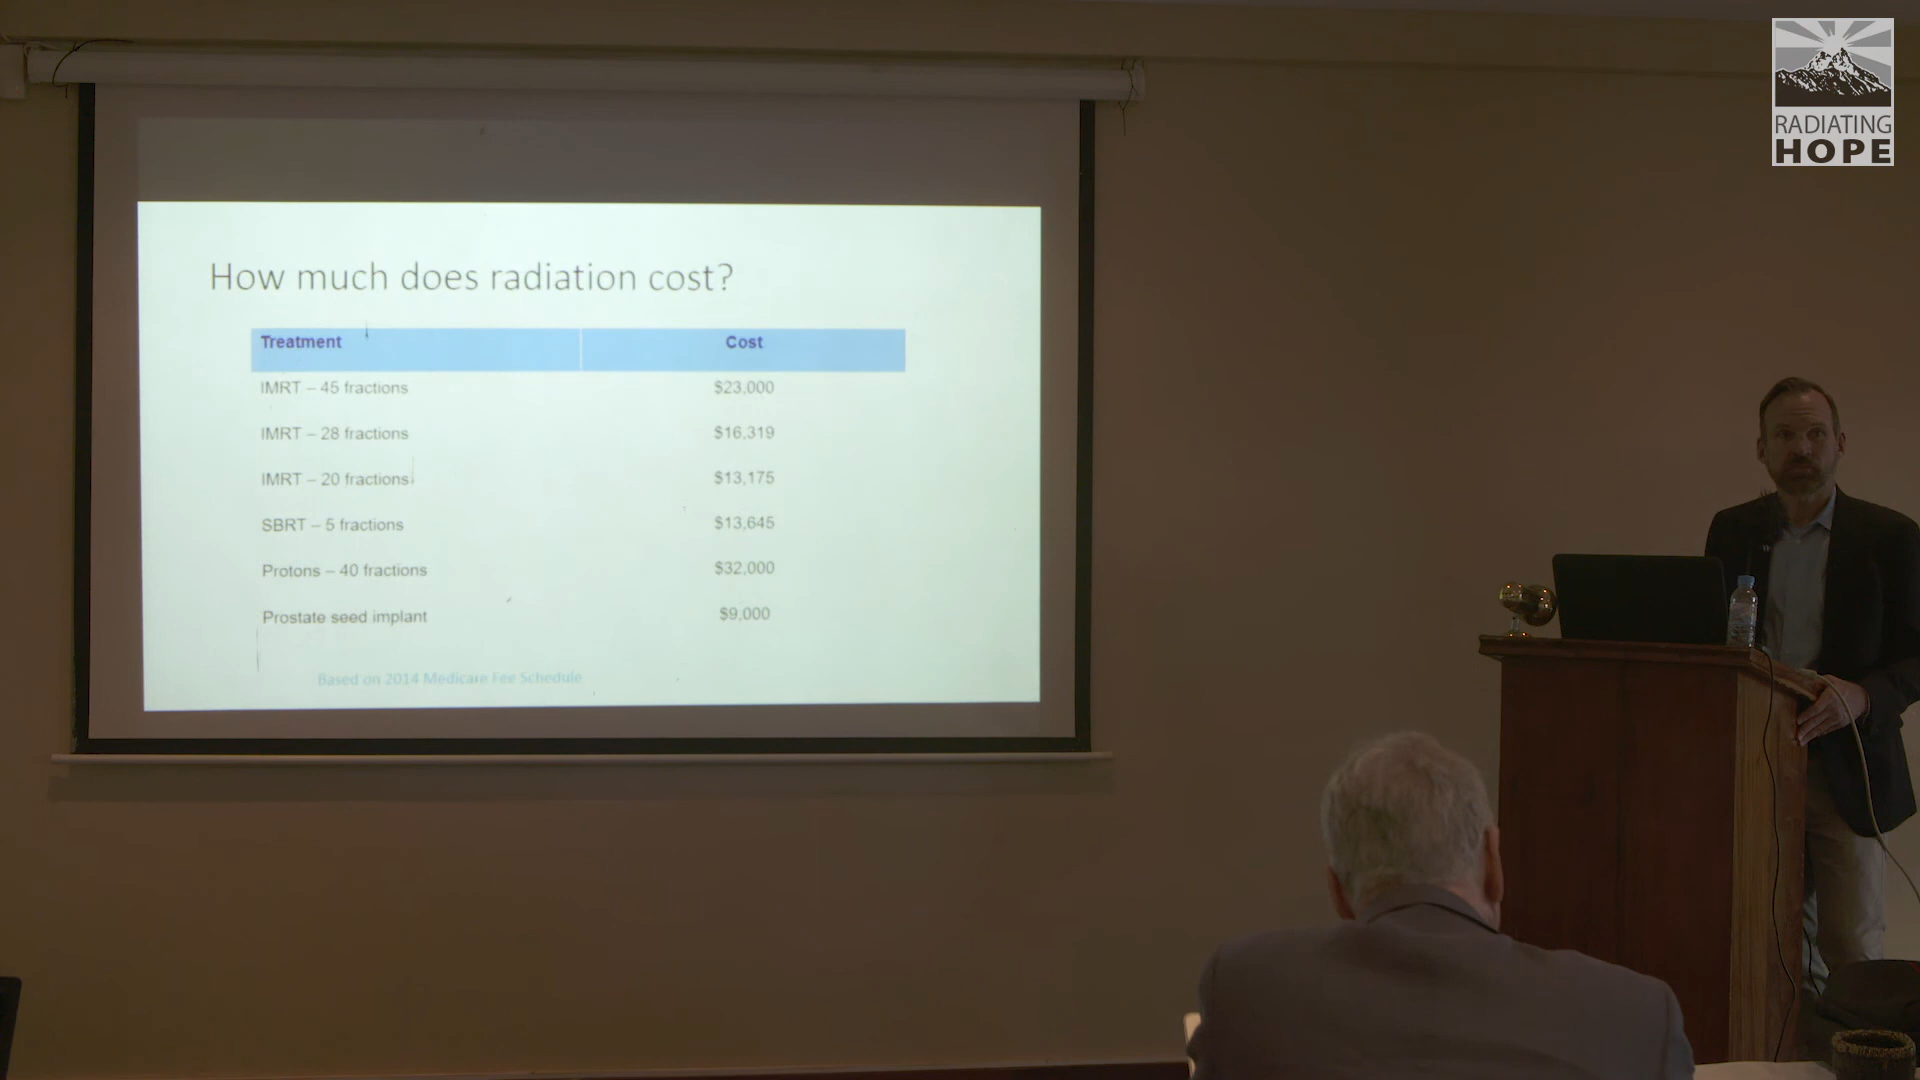 RADIATING
HOPE
How much does radiation cost?
Treatment Cost
IMRT – 45 fractions $23,000
IMRT – 28 fractions $16,319
IMRT – 20 fractions $13,175
SBRT – 5 fractions $13,645
Protons – 40 fractions $32,000
Prostate seed implant $9,000
Based on 2014 Medicare Fee Schedule